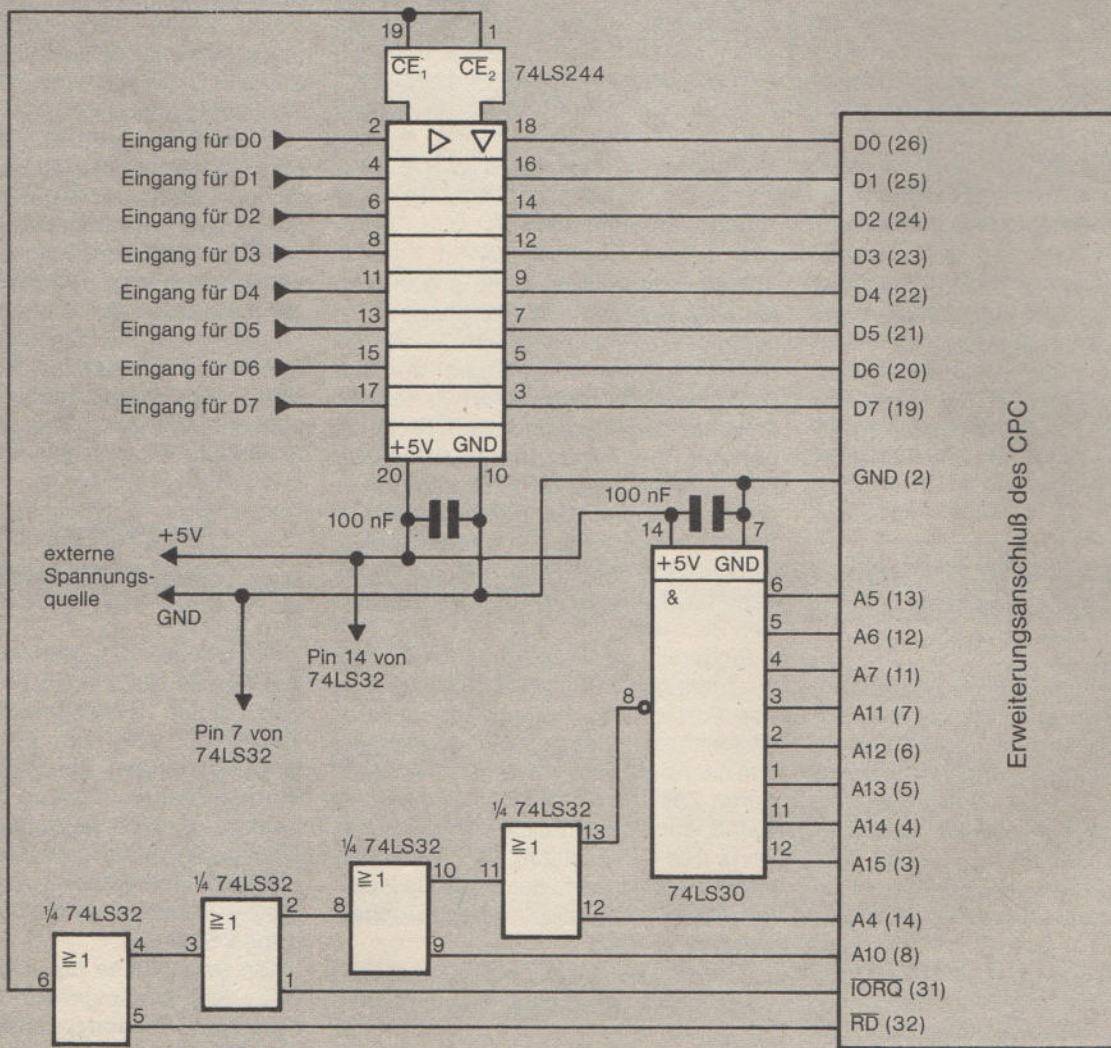 19 1
C̅E̅₁ C̅E̅₂
74LS244
Eingang für D0 2 18 D0 (26)
Eingang für D1 4 16 D1 (25)
Eingang für D2 6 14 D2 (24)
Eingang für D3 8 12 D3 (23)
Eingang für D4 11 9 D4 (22)
Eingang für D5 13 7 D5 (21)
Eingang für D6 15 5 D6 (20)
Eingang für D7 17 3 D7 (19)
+5V GND
20 10
GND (2)
100 nF
100 nF
14 7
+5V
externe
Spannungs-
quelle
GND
+5V GND
&
6 A5 (13)
5 A6 (12)
4 A7 (11)
3 A11 (7)
2 A12 (6)
1 A13 (5)
11 A14 (4)
12 A15 (3)
8
74LS30
Pin 14 von
74LS32
Pin 7 von
74LS32
¼ 74LS32
≧1
13
11
12 A4 (14)
¼ 74LS32
≧1
10
8
9 A10 (8)
¼ 74LS32
≧1
2
3
1 I̅O̅R̅Q̅ (31)
¼ 74LS32
≧1
4
6
5 R̅D̅ (32)
Erweiterungsanschluß des CPC